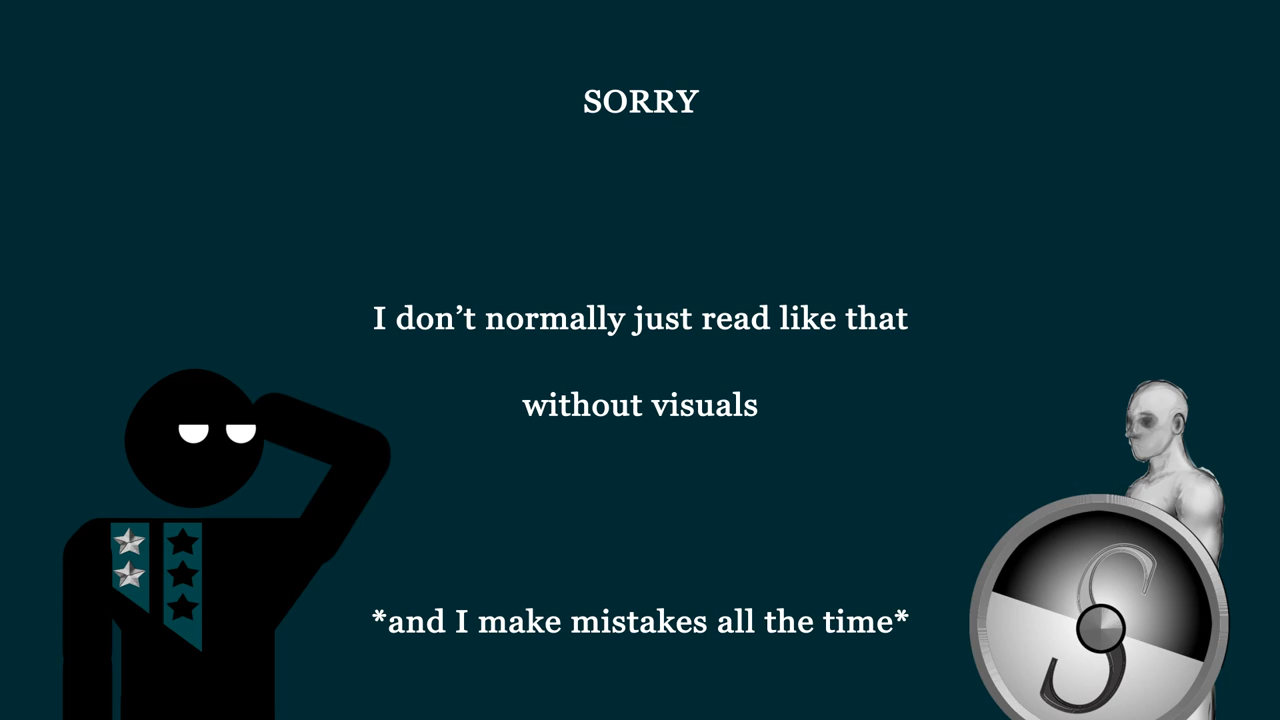 SORRY
I don’t normally just read like that
without visuals
*and I make mistakes all the time*
S